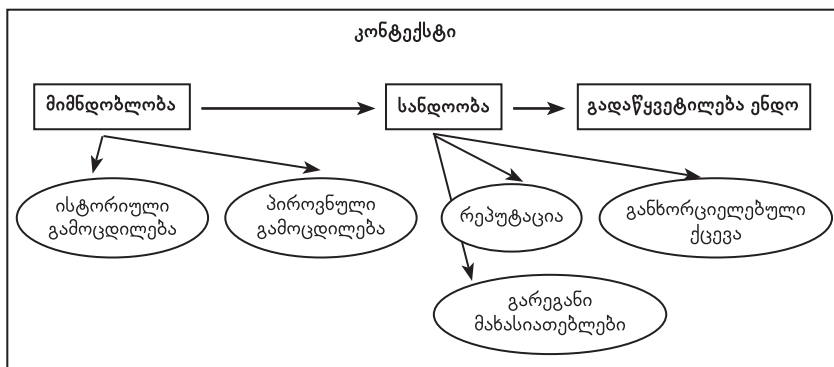 კონტექსტი
მიმნდობლობა
სანდოობა
გადაწყვეტილება ენდო
ისტორიული
გამოცდილება
პიროვნული
გამოცდილება
რეპუტაცია
განხორციელებული
ქცევა
გარეგანი
მახასიათებლები